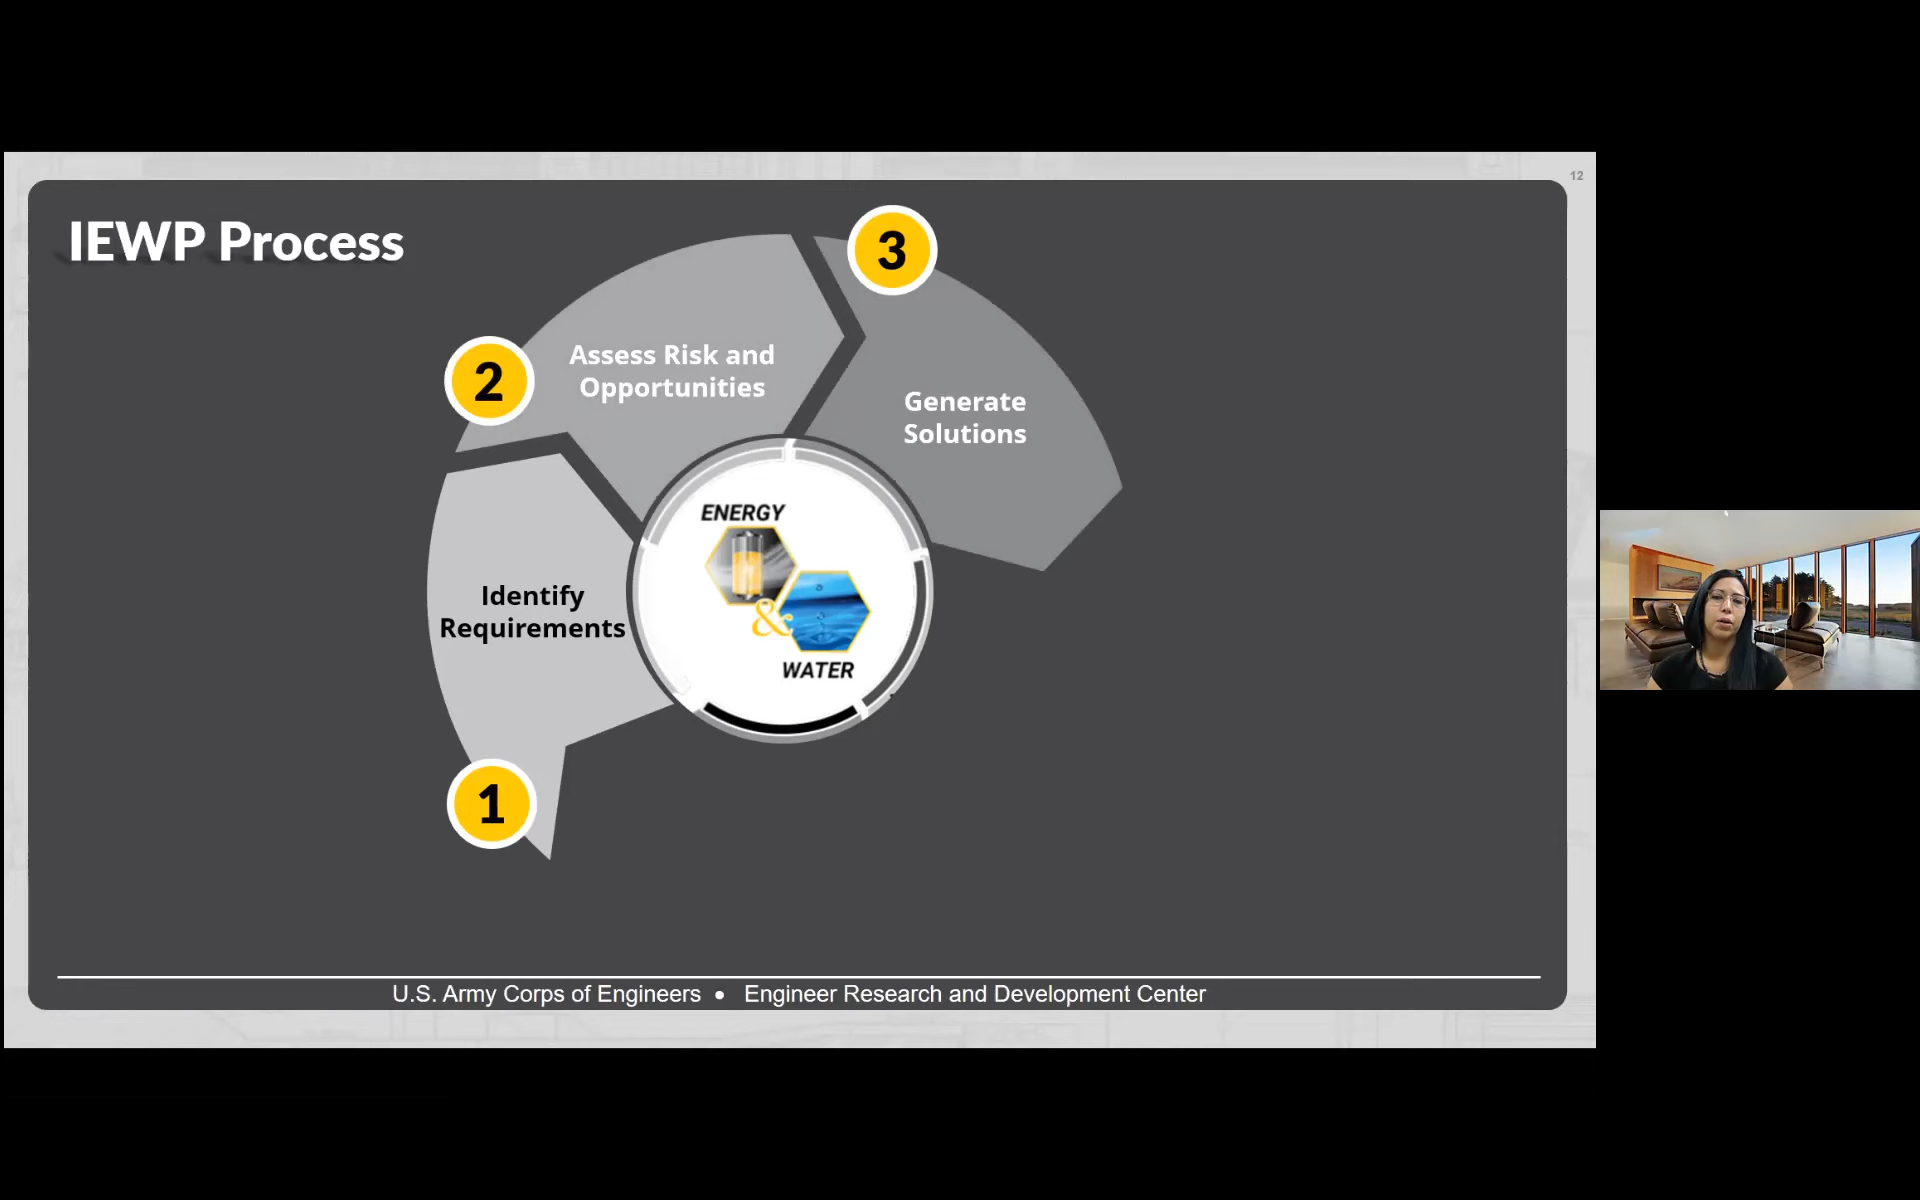 12
IEWP Process
3
2
Assess Risk and
Opportunities
Generate
Solutions
ENERGY
&
WATER
Identify
Requirements
1
U.S. Army Corps of Engineers • Engineer Research and Development Center